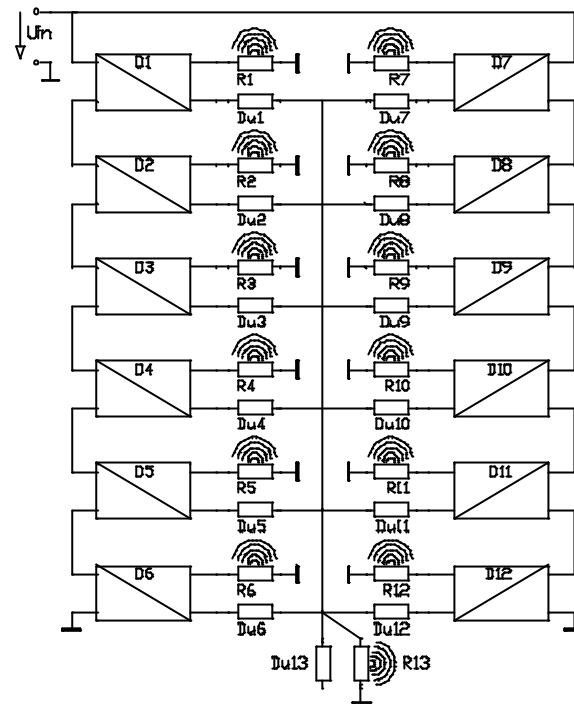 Uin
D1 D7
R1 R7
Du1 Du7
D2 D8
R2 R8
Du2 Du8
D3 D9
R3 R9
Du3 Du9
D4 D10
R4 R10
Du4 Du10
D5 D11
R5 R11
Du5 Du11
D6 D12
R6 R12
Du6 Du12
Du13 R13